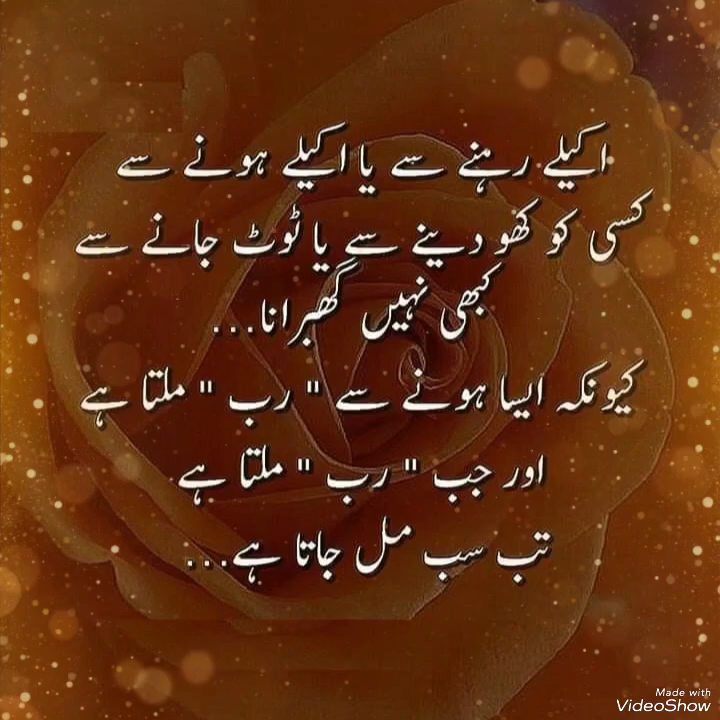 اکیلے رہنے سے یا اکیلے ہونے سے
کسی کو کھو دینے سے یا ٹوٹ جانے سے
کبھی نہیں گھبرانا...
کیونکہ ایسا ہونے سے " رب " ملتا ہے
اور جب " رب " ملتا ہے
تب سب مل جاتا ہے...
Made with
VideoShow